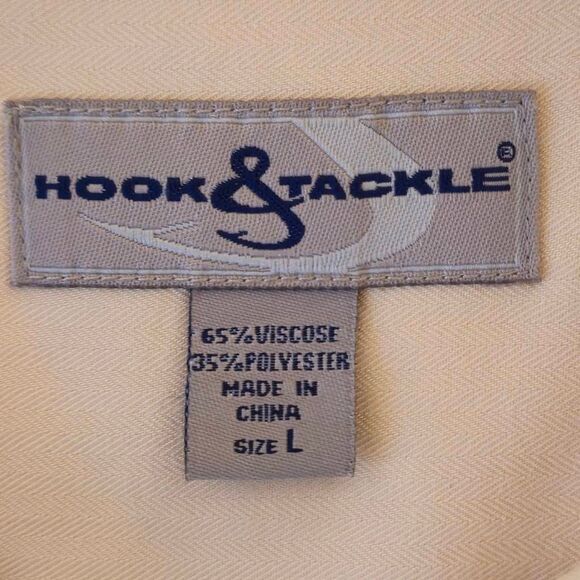 HOOK&TACKLE®
65%VISCOSE
35%POLYESTER
MADE IN
CHINA
SIZE L